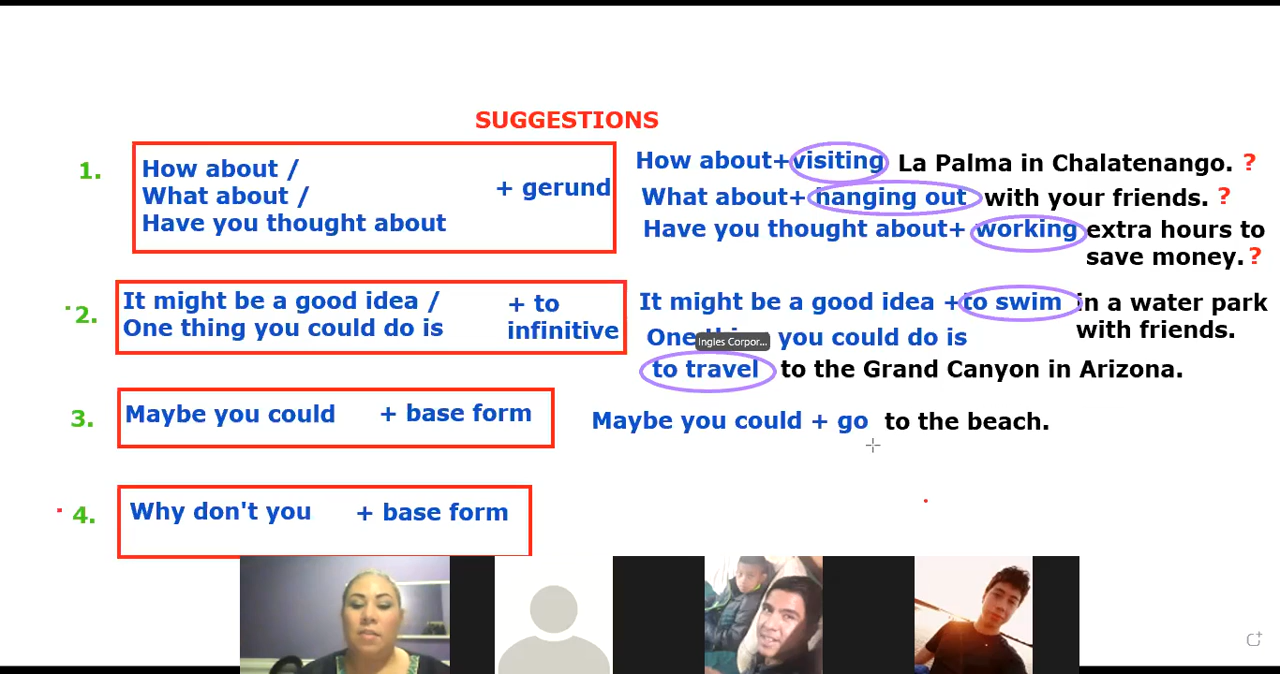 SUGGESTIONS
1.
How about /
What about /
Have you thought about
+ gerund
How about+ visiting La Palma in Chalatenango. ?
What about+ hanging out with your friends. ?
Have you thought about+ working extra hours to
save money. ?
2.
It might be a good idea /
One thing you could do is
+ to
infinitive
It might be a good idea + to swim in a water park
with friends.
One you could do is
Ingles Corpor...
to travel to the Grand Canyon in Arizona.
3.
Maybe you could + base form
Maybe you could + go to the beach.
4.
Why don't you + base form